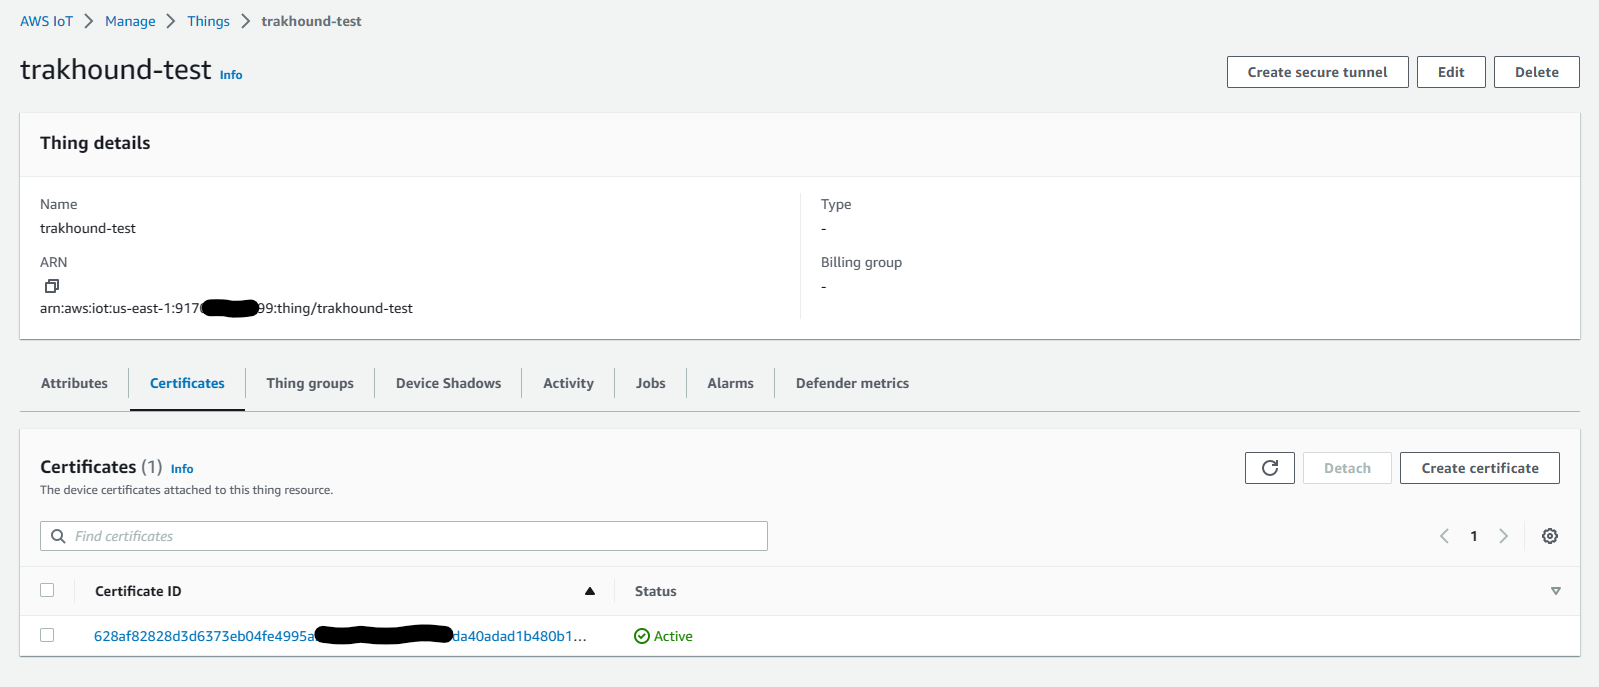 AWS IoT > Manage > Things > trakhound-test
trakhound-test Info
Create secure tunnel Edit Delete
Thing details
Name
trakhound-test
Type
-
ARN
Billing group
-
arn:aws:iot:us-east-1:917 99:thing/trakhound-test
Attributes Certificates Thing groups Device Shadows Activity Jobs Alarms Defender metrics
Certificates (1) Info
The device certificates attached to this thing resource.
Detach Create certificate
Find certificates
1
Certificate ID Status
628af82828d3d6373eb04fe4995a da40adad1b480b1... Active